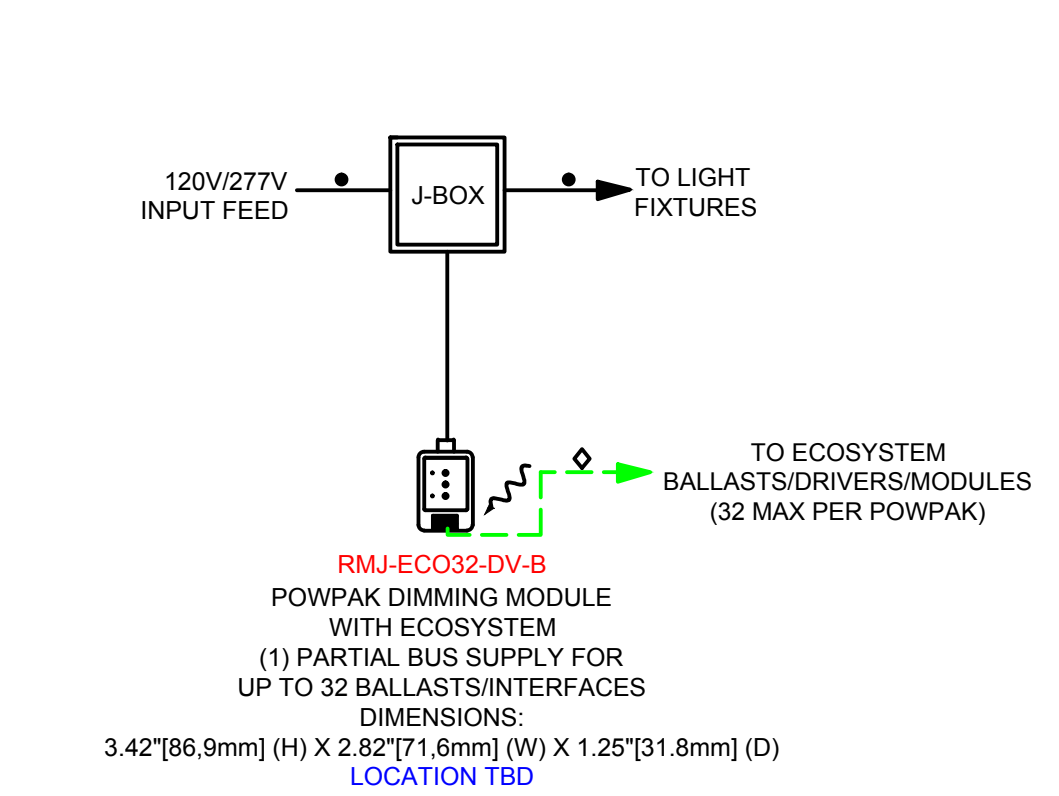 120V/277V
INPUT FEED
J-BOX
TO LIGHT
FIXTURES
TO ECOSYSTEM
BALLASTS/DRIVERS/MODULES
(32 MAX PER POWPAK)
RMJ-ECO32-DV-B
POWPAK DIMMING MODULE
WITH ECOSYSTEM
(1) PARTIAL BUS SUPPLY FOR
UP TO 32 BALLASTS/INTERFACES
DIMENSIONS:
3.42"[86,9mm] (H) X 2.82"[71,6mm] (W) X 1.25"[31.8mm] (D)
LOCATION TBD